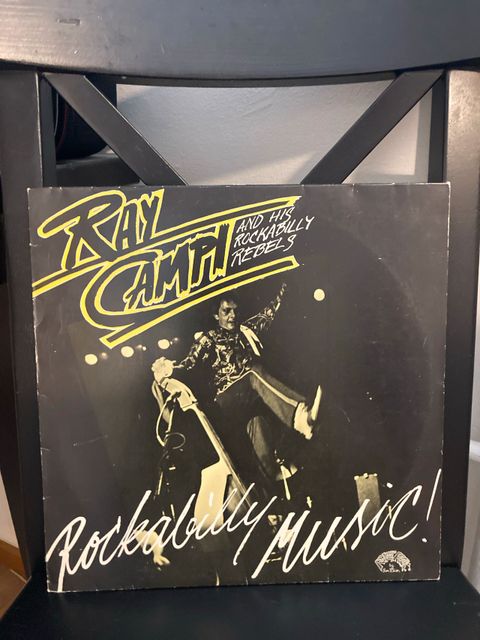 RAY
CAMPI
AND HIS
ROCKABILLY
REBELS
Rockabilly Music!